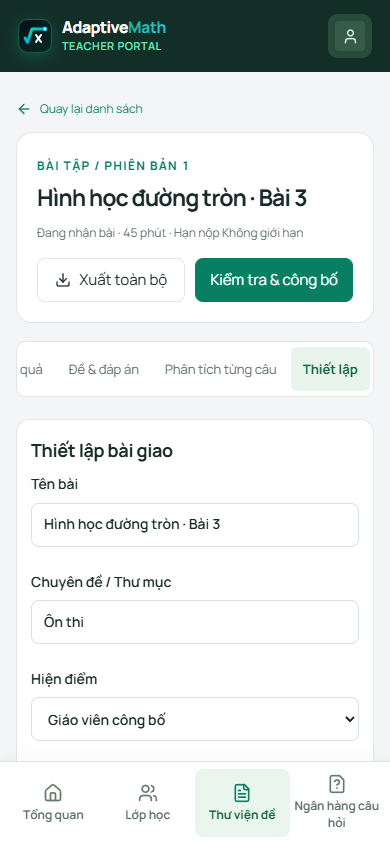 AdaptiveMath
TEACHER PORTAL
Quay lại danh sách
BÀI TẬP / PHIÊN BẢN 1
Hình học đường tròn · Bài 3
Đang nhận bài · 45 phút · Hạn nộp Không giới hạn
Xuất toàn bộ
Kiểm tra & công bố
quả
Đề & đáp án
Phân tích từng câu
Thiết lập
Thiết lập bài giao
Tên bài
Hình học đường tròn · Bài 3
Chuyên đề / Thư mục
Ôn thi
Hiện điểm
Giáo viên công bố
Tổng quan
Lớp học
Thư viện đề
Ngân hàng câu
hỏi